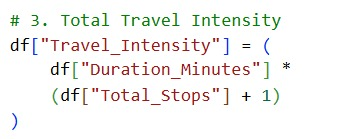 # 3. Total Travel Intensity
df["Travel_Intensity"] = (
    df["Duration_Minutes"] *
    (df["Total_Stops"] + 1)
)